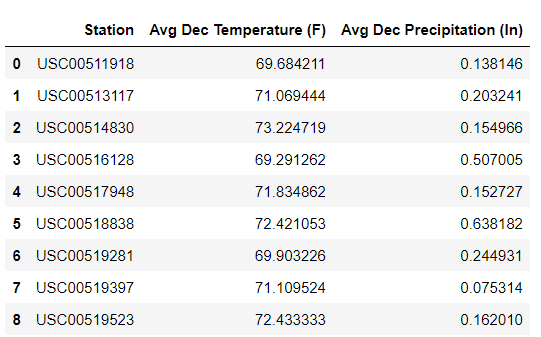 Station Avg Dec Temperature (F) Avg Dec Precipitation (In)
0 USC00511918 69.684211 0.138146
1 USC00513117 71.069444 0.203241
2 USC00514830 73.224719 0.154966
3 USC00516128 69.291262 0.507005
4 USC00517948 71.834862 0.152727
5 USC00518838 72.421053 0.638182
6 USC00519281 69.903226 0.244931
7 USC00519397 71.109524 0.075314
8 USC00519523 72.433333 0.162010